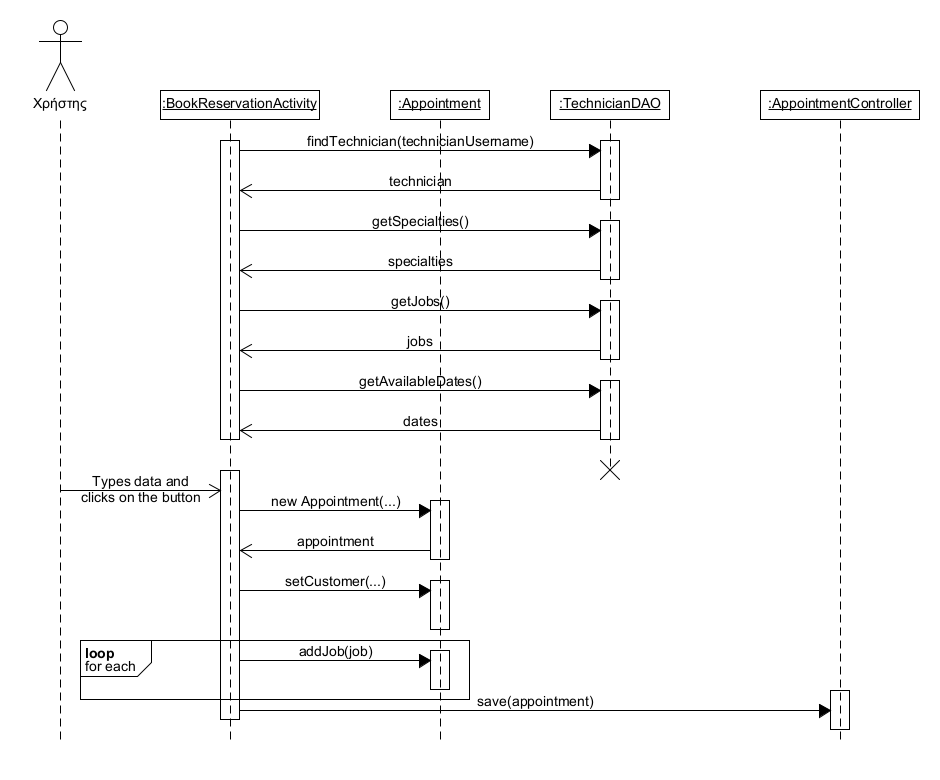 Χρήστης
:BookReservationActivity
:Appointment
:TechnicianDAO
:AppointmentController
findTechnician(technicianUsername)
technician
getSpecialties()
specialties
getJobs()
jobs
getAvailableDates()
dates
Types data and
clicks on the button
new Appointment(...)
appointment
setCustomer(...)
loop
for each
addJob(job)
save(appointment)